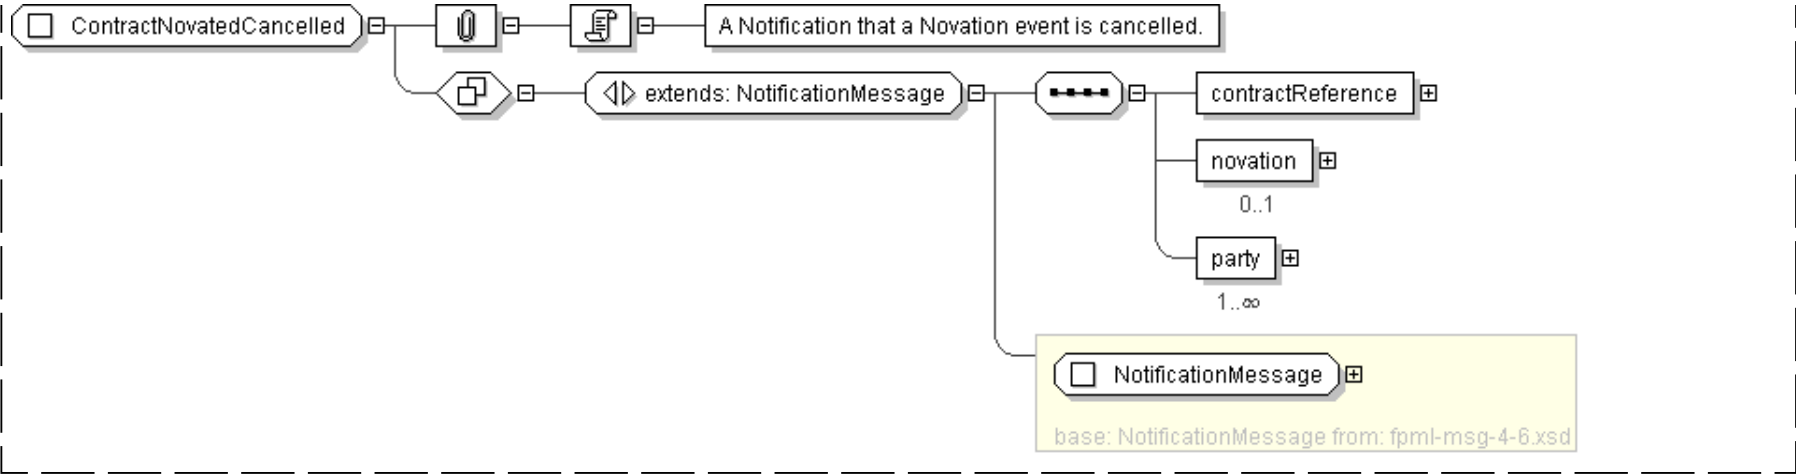 ContractNovatedCancelled
A Notification that a Novation event is cancelled.
extends: NotificationMessage
contractReference
novation
0..1
party
1..∞
NotificationMessage
base: NotificationMessage from: fpml-msg-4-6.xsd